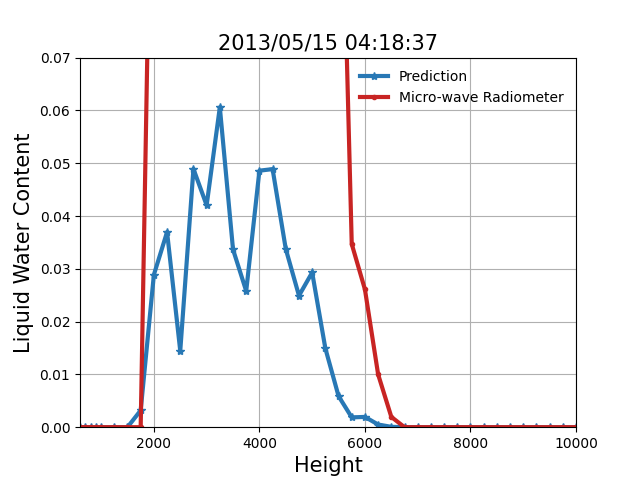 2013/05/15 04:18:37
0.07
0.06
0.05
0.04
0.03
0.02
0.01
0.00
Liquid Water Content
Prediction
Micro-wave Radiometer
2000 4000 6000 8000 10000
Height